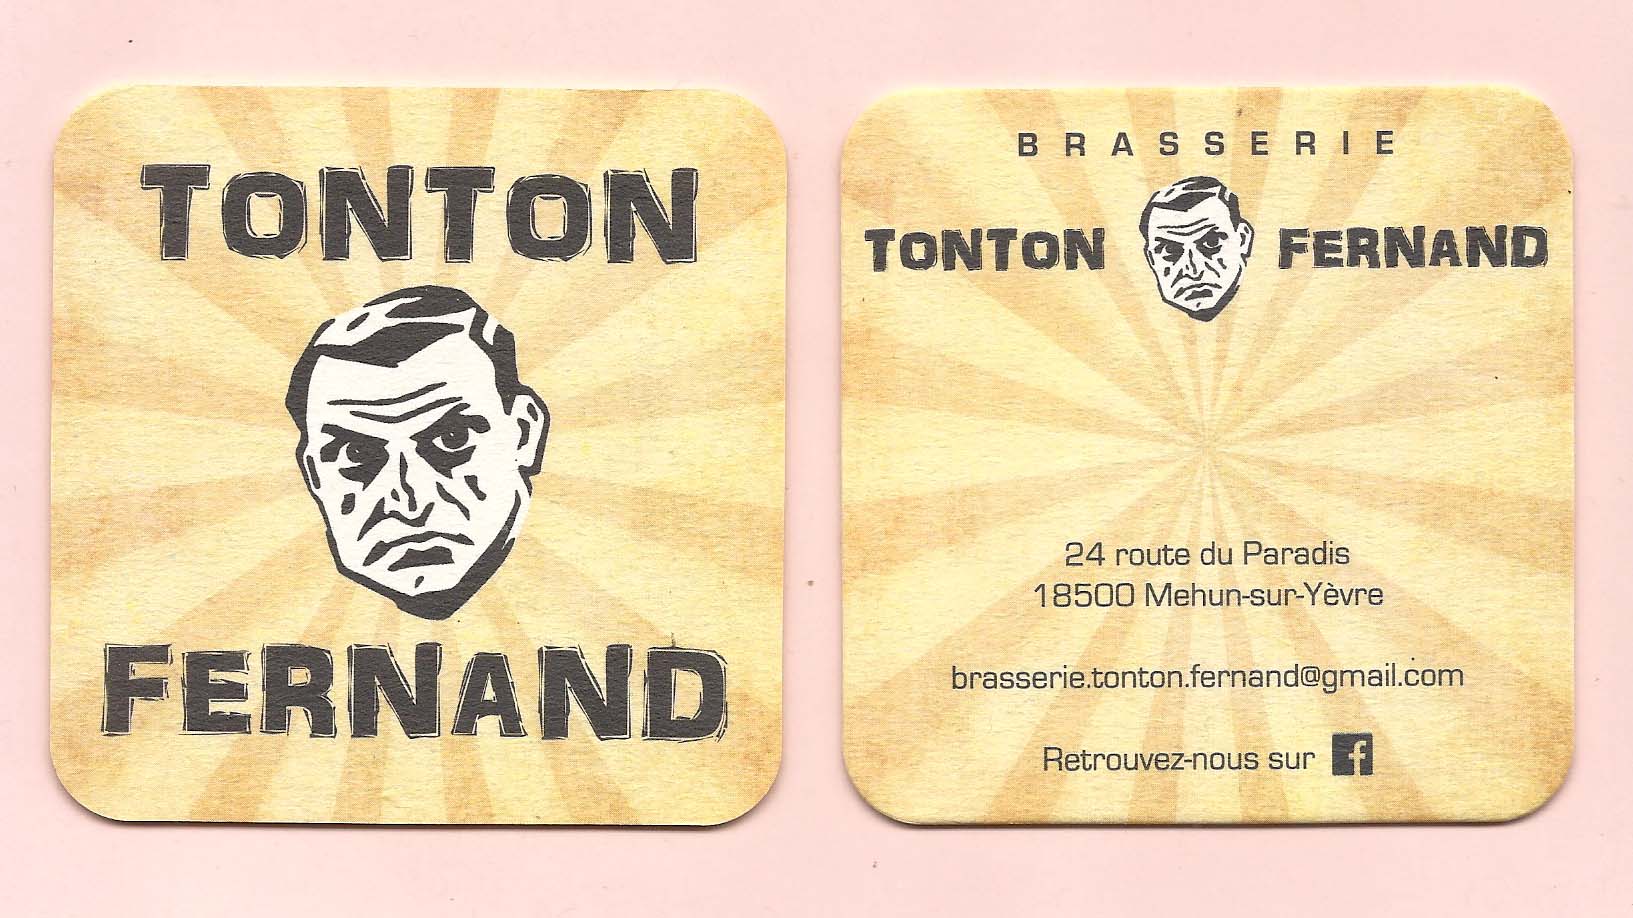 TONTON
FERNAND
BRASSERIE
TONTON FERNAND
24 route du Paradis
18500 Mehun-sur-Yèvre
brasserie.tonton.fernand@gmail.com
Retrouvez-nous sur f